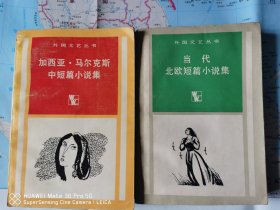 外国文艺丛书
加西亚·马尔克斯
中短篇小说集
外国文艺丛书
当代
北欧短篇小说集
HUAWEI Mate 30 Pro 5G
SuperSensing Cine Camera | LEICA